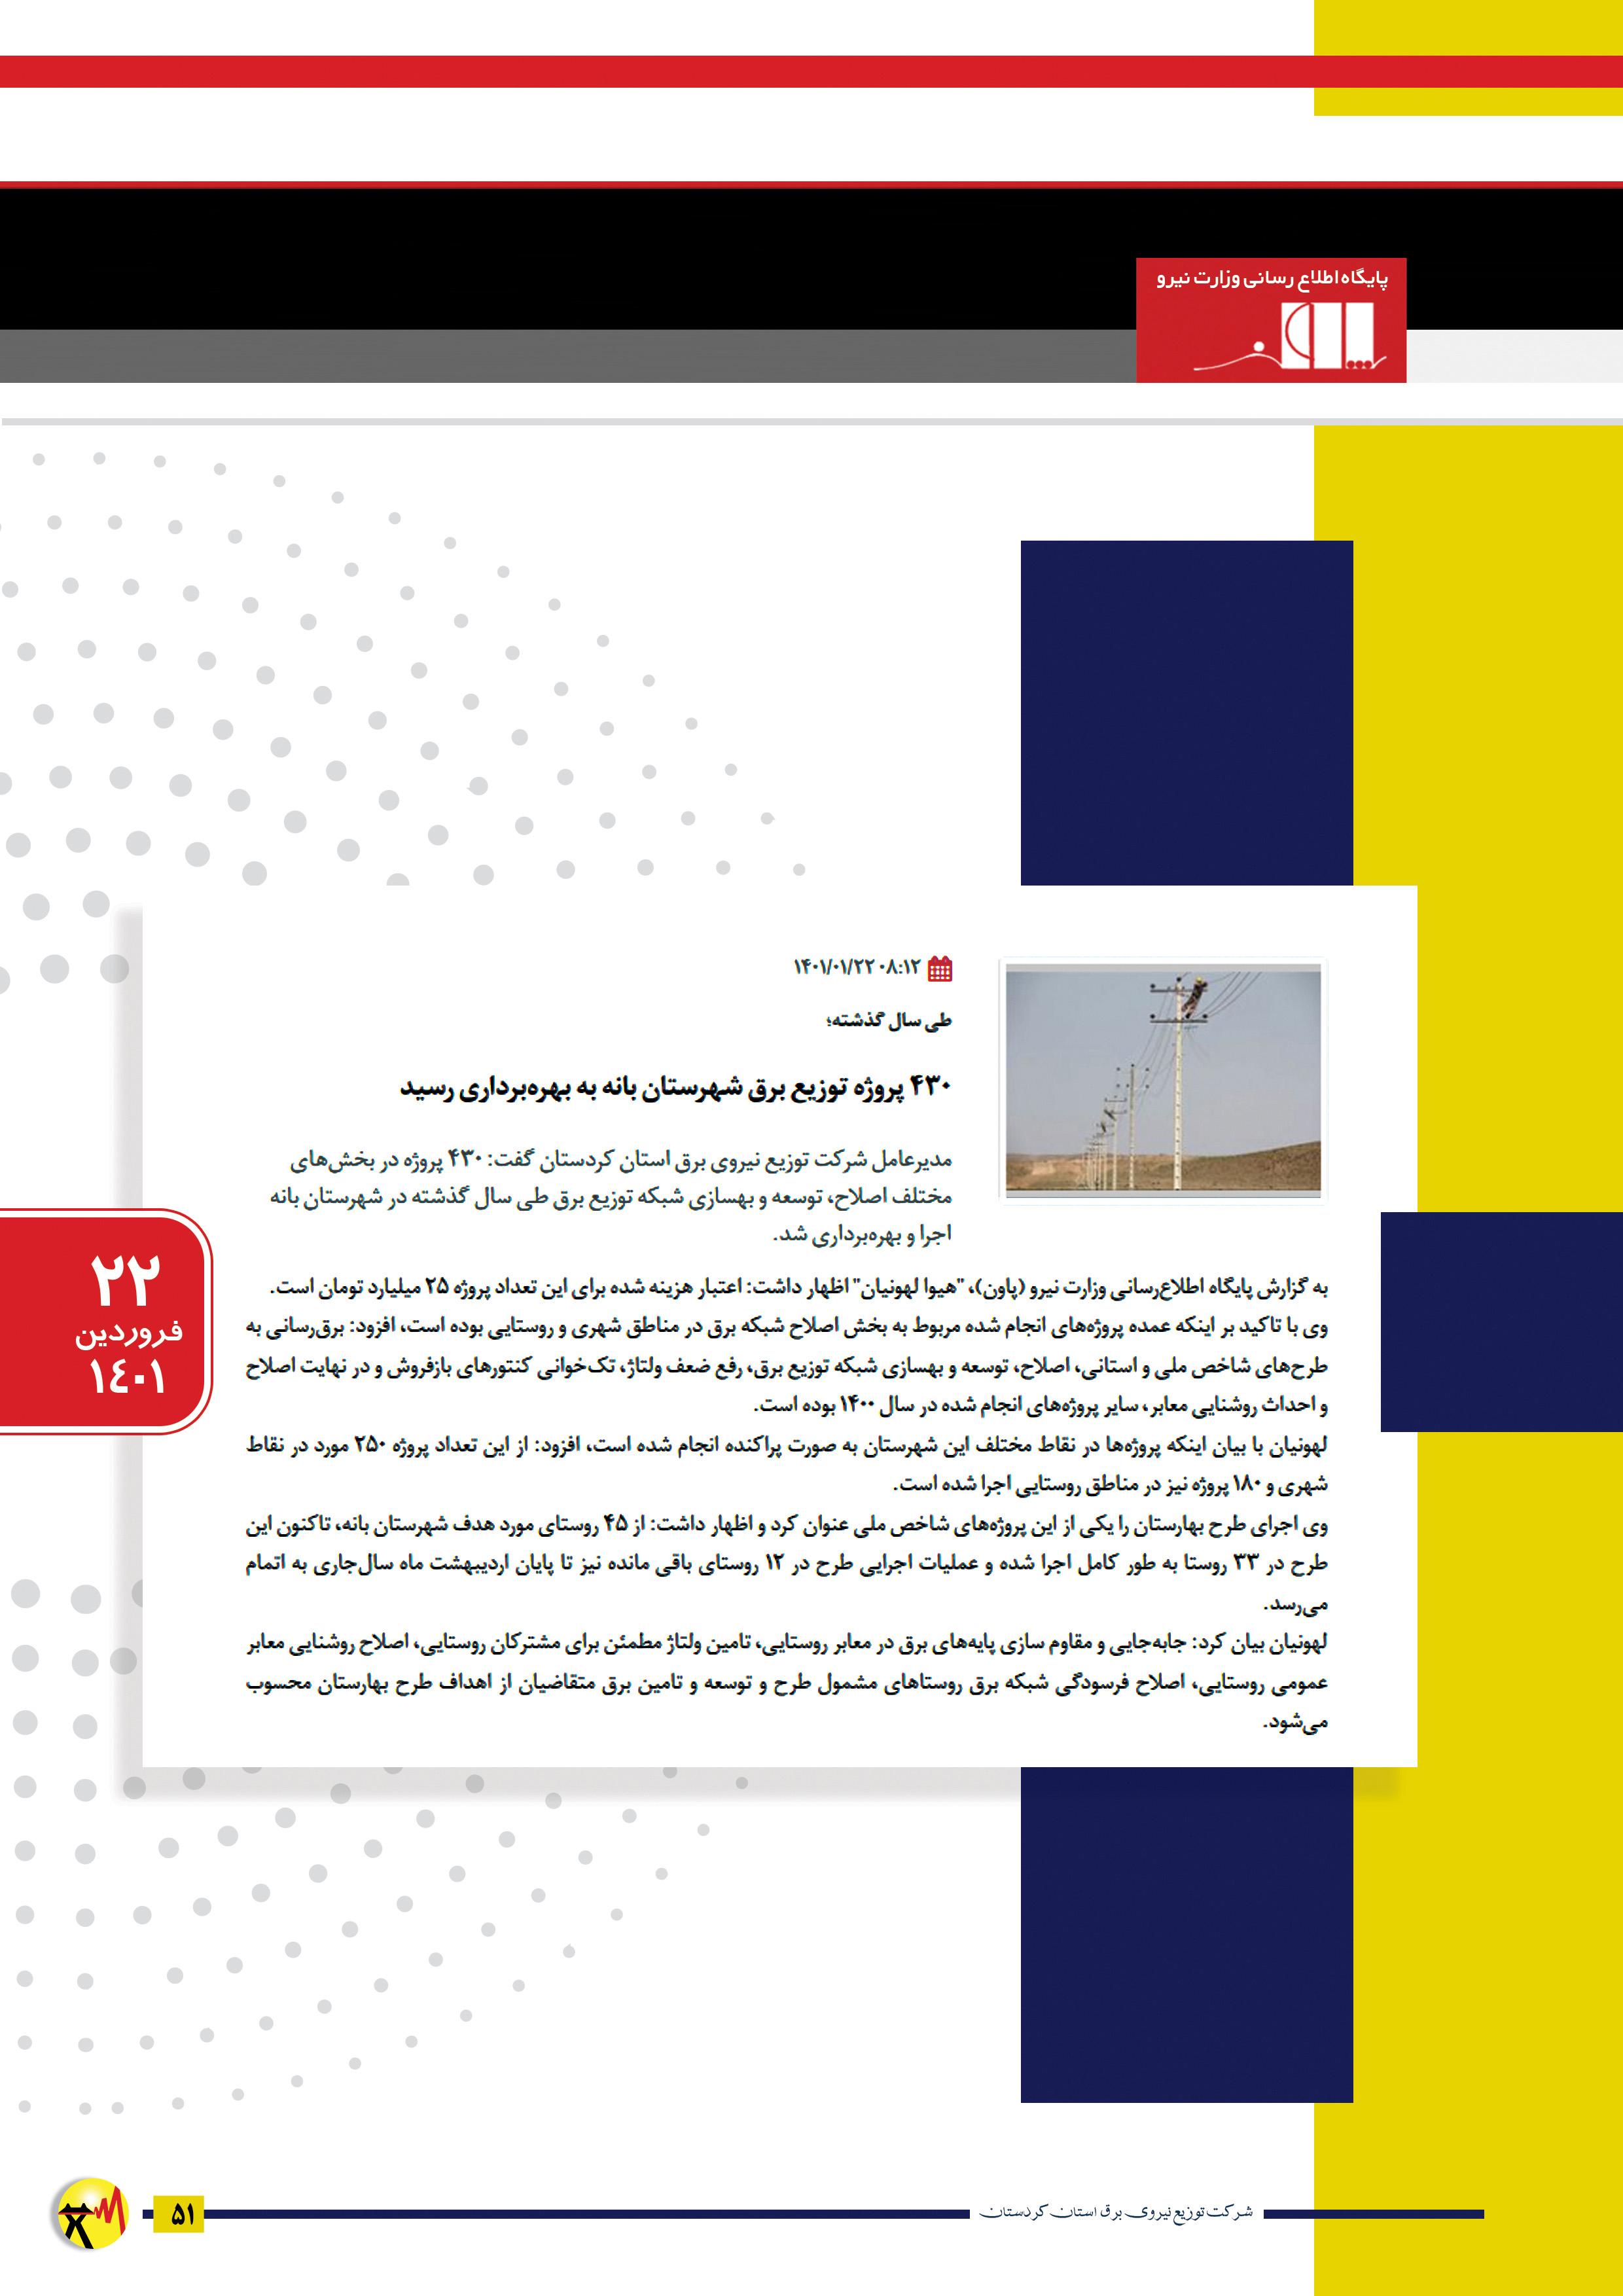 پایگاه اطلاع رسانی وزارت نیرو
۱۴۰۱/۰۱/۲۲ ۰۸:۱۲
طی سال گذشته؛
۴۳۰ پروژه توزیع برق شهرستان بانه به بهره‌برداری رسید
مدیرعامل شرکت توزیع نیروی برق استان کردستان گفت: ۴۳۰ پروژه در بخش‌های
مختلف اصلاح، توسعه و بهسازی شبکه توزیع برق طی سال گذشته در شهرستان بانه
اجرا و بهره‌برداری شد.
به گزارش پایگاه اطلاع‌رسانی وزارت نیرو (پاون)، "هیوا لهونیان" اظهار داشت: اعتبار هزینه شده برای این تعداد پروژه ۲۵ میلیارد تومان است.
وی با تاکید بر اینکه عمده پروژه‌های انجام شده مربوط به بخش اصلاح شبکه برق در مناطق شهری و روستایی بوده است، افزود: برق‌رسانی به
طرح‌های شاخص ملی و استانی، اصلاح، توسعه و بهسازی شبکه توزیع برق، رفع ضعف ولتاژ، تک‌خوانی کنتورهای بازفروش و در نهایت اصلاح
و احداث روشنایی معابر، سایر پروژه‌های انجام شده در سال ۱۴۰۰ بوده است.
لهونیان با بیان اینکه پروژه‌ها در نقاط مختلف این شهرستان به صورت پراکنده انجام شده است، افزود: از این تعداد پروژه ۲۵۰ مورد در نقاط
شهری و ۱۸۰ پروژه نیز در مناطق روستایی اجرا شده است.
وی اجرای طرح بهارستان را یکی از این پروژه‌های شاخص ملی عنوان کرد و اظهار داشت: از ۴۵ روستای مورد هدف شهرستان بانه، تاکنون این
طرح در ۳۳ روستا به طور کامل اجرا شده و عملیات اجرایی طرح در ۱۲ روستای باقی مانده نیز تا پایان اردیبهشت ماه سال‌جاری به اتمام
می‌رسد.
لهونیان بیان کرد: جابه‌جایی و مقاوم سازی پایه‌های برق در معابر روستایی، تامین ولتاژ مطمئن برای مشترکان روستایی، اصلاح روشنایی معابر
عمومی روستایی، اصلاح فرسودگی شبکه برق روستاهای مشمول طرح و توسعه و تامین برق متقاضیان از اهداف طرح بهارستان محسوب
می‌شود.
۲۲
فروردین
۱٤۰۱
شرکت توزیع نیروی برق استان کردستان
۵۱